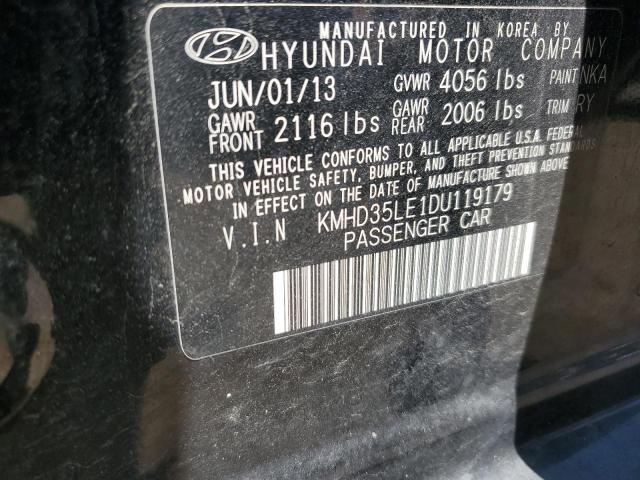 MANUFACTURED IN KOREA BY
HYUNDAI MOTOR COMPANY
JUN/01/13 GVWR 4056 lbs PAINT NKA
GAWR FRONT 2116 lbs GAWR REAR 2006 lbs TRIM RY
THIS VEHICLE CONFORMS TO ALL APPLICABLE U.S.A. FEDERAL
MOTOR VEHICLE SAFETY, BUMPER, AND THEFT PREVENTION STANDARDS
IN EFFECT ON THE DATE OF MANUFACTURE SHOWN ABOVE
V.I.N KMHD35LE1DU119179
PASSENGER CAR